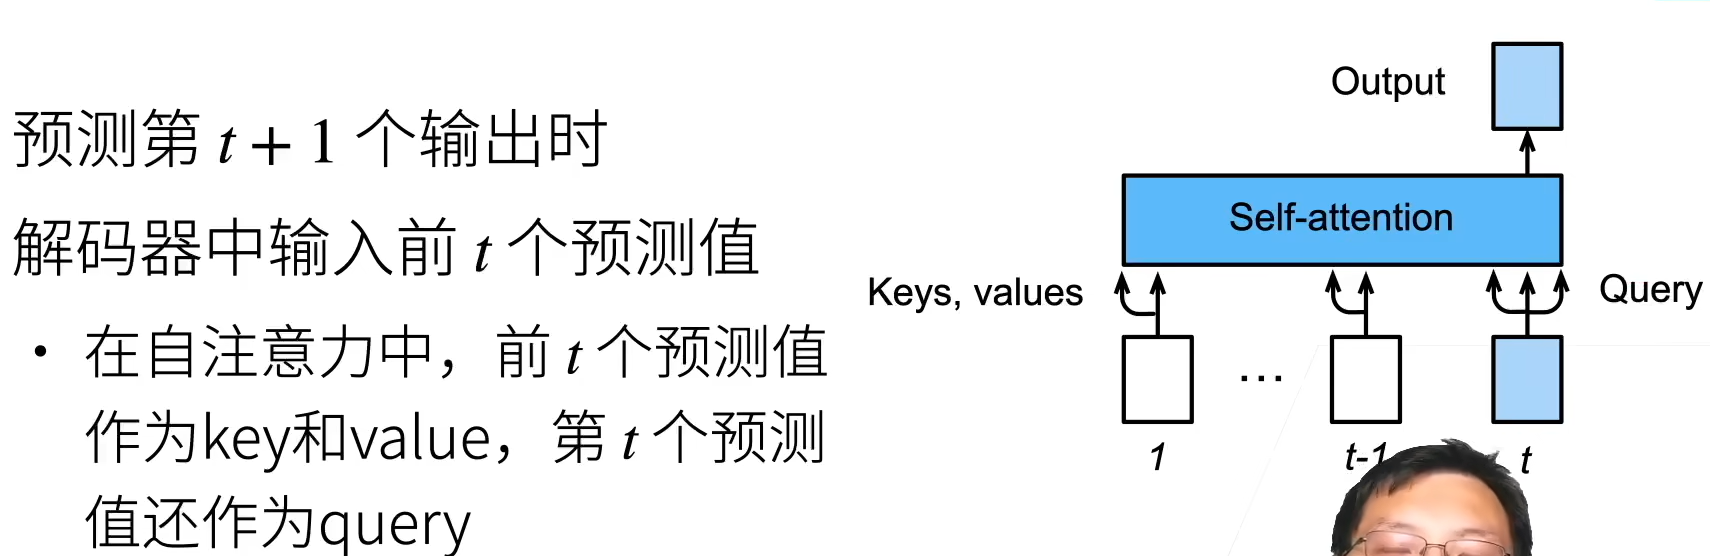 预测第 t + 1 个输出时
解码器中输入前 t 个预测值
• 在自注意力中，前 t 个预测值
作为key和value，第 t 个预测
值还作为query
Output
Self-attention
Keys, values
Query
...
1
t-1
t